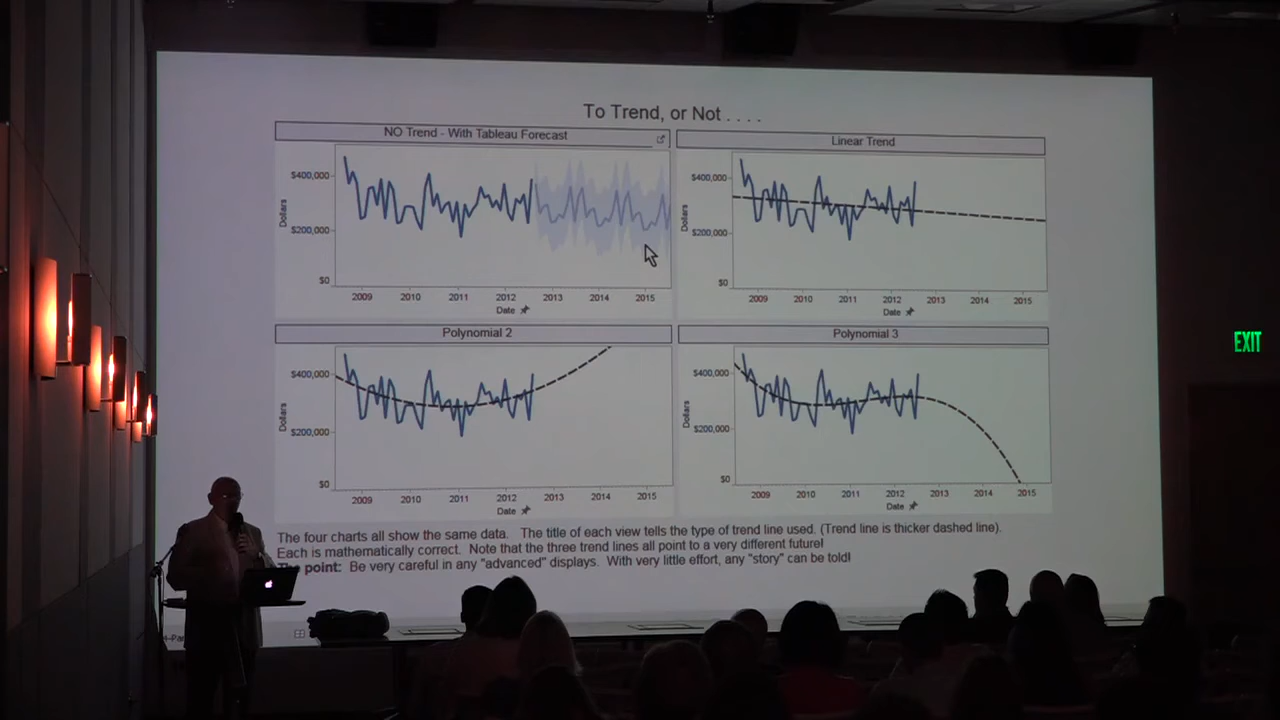 To Trend, or Not . . . .
NO Trend - With Tableau Forecast
$400,000
$200,000
$0
Dollars
2009 2010 2011 2012 2013 2014 2015
Date
Linear Trend
$400,000
$200,000
$0
Dollars
2009 2010 2011 2012 2013 2014 2015
Date
Polynomial 2
$400,000
$200,000
$0
Dollars
2009 2010 2011 2012 2013 2014 2015
Date
Polynomial 3
$400,000
$200,000
$0
Dollars
2009 2010 2011 2012 2013 2014 2015
Date
The four charts all show the same data. The title of each view tells the type of trend line used. (Trend line is thicker dashed line).
Each is mathematically correct. Note that the three trend lines all point to a very different future!
point: Be very careful in any "advanced" displays. With very little effort, any "story" can be told!
EXIT